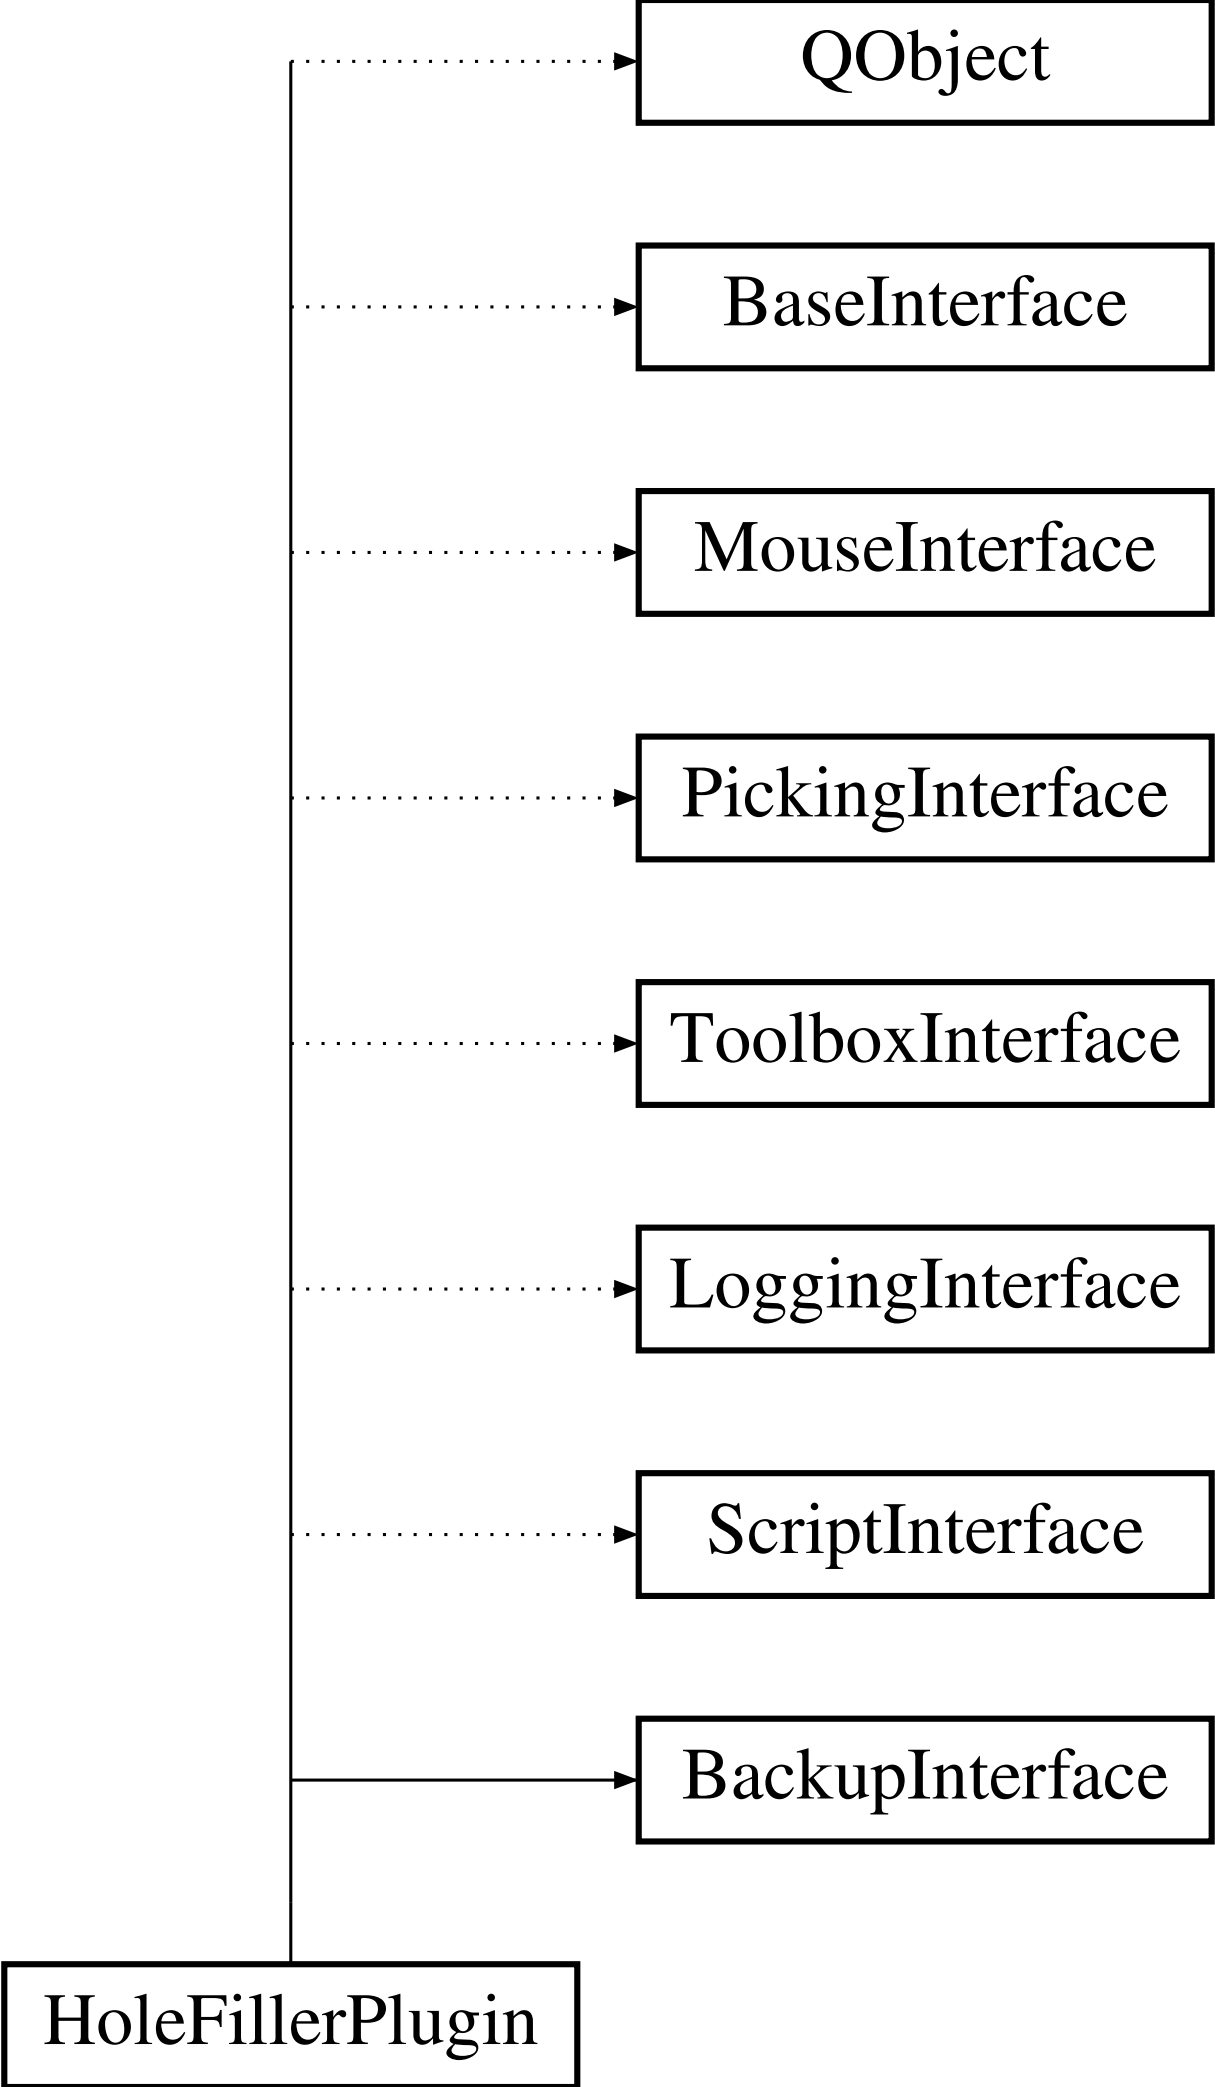 QObject
BaseInterface
MouseInterface
PickingInterface
ToolboxInterface
LoggingInterface
ScriptInterface
BackupInterface
HoleFillerPlugin